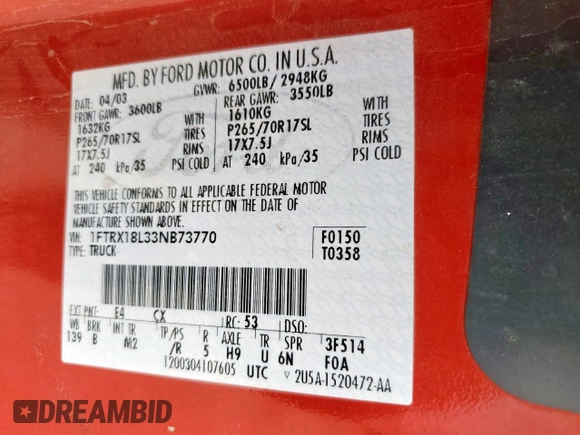 MFD. BY FORD MOTOR CO. IN U.S.A.
DATE: 04/03 GVWR: 6500LB/ 2948KG
FRONT GAWR: 3600LB REAR GAWR: 3550LB
1632KG WITH 1610KG WITH
P265/70R17SL TIRES P265/70R17SL TIRES
17X7.5J RIMS 17X7.5J RIMS
AT 240 kPa/35 PSI COLD AT 240 kPa/35 PSI COLD
THIS VEHICLE CONFORMS TO ALL APPLICABLE FEDERAL MOTOR
VEHICLE SAFETY STANDARDS IN EFFECT ON THE DATE OF
MANUFACTURE SHOWN ABOVE.
VIN: 1FTRX18L33NB73770 F0150
TYPE: TRUCK T0358
EXT PNT: E4 CX RC: 53 DSO:
WB BRK INT TR TP/PS R AXLE TR SPR 3F514
139 B M2 /R 5 H9 U 6N F0A
1200304107605 UTC 2U5A-1520472-AA
Ford
DREAMBID